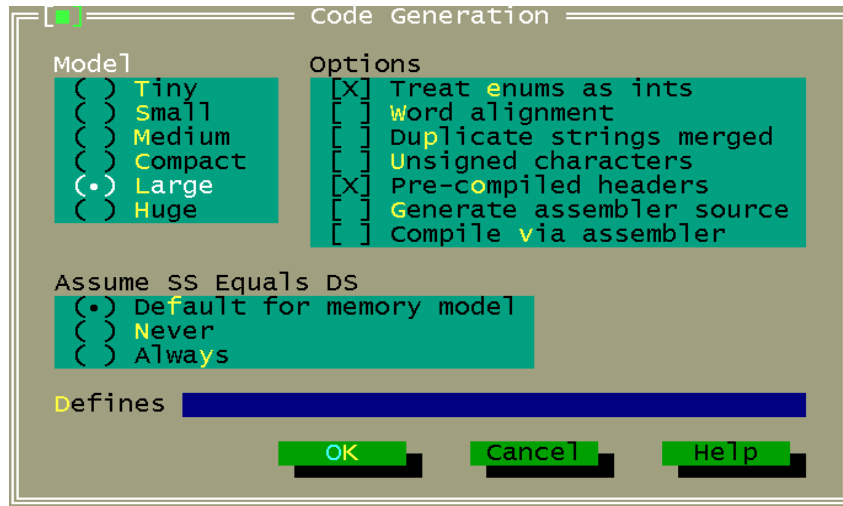 [■] Code Generation
Model
( ) Tiny
( ) Small
( ) Medium
( ) Compact
(•) Large
( ) Huge
Options
[X] Treat enums as ints
[ ] Word alignment
[ ] Duplicate strings merged
[ ] Unsigned characters
[X] Pre-compiled headers
[ ] Generate assembler source
[ ] Compile via assembler
Assume SS Equals DS
(•) Default for memory model
( ) Never
( ) Always
Defines
OK Cancel Help